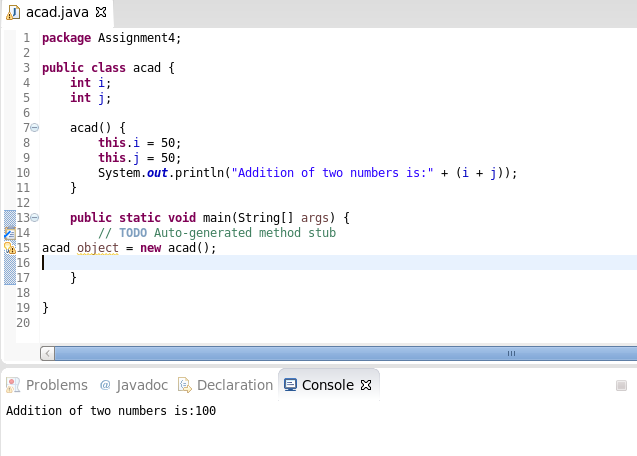 acad.java
1 package Assignment4;
2
3 public class acad {
4     int i;
5     int j;
6
7     acad() {
8         this.i = 50;
9         this.j = 50;
10         System.out.println("Addition of two numbers is:" + (i + j));
11     }
12
13     public static void main(String[] args) {
14         // TODO Auto-generated method stub
15 acad object = new acad();
16
17     }
18
19 }
20
Problems @ Javadoc Declaration Console
Addition of two numbers is:100